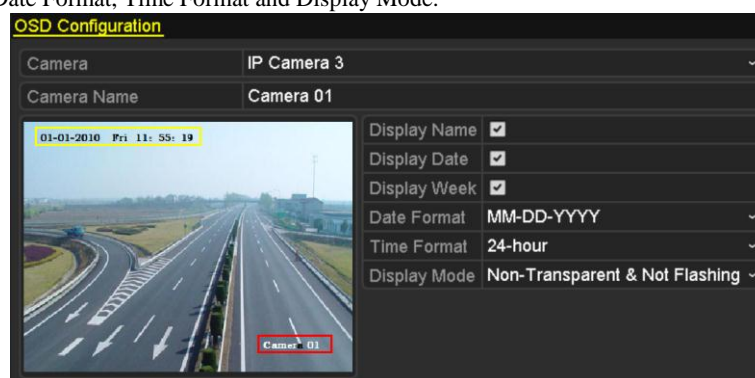 Date Format, Time Format and Display Mode.
OSD Configuration
Camera IP Camera 3
Camera Name Camera 01
01-01-2010 Fri 11: 55: 19
Display Name
Display Date
Display Week
Date Format MM-DD-YYYY
Time Format 24-hour
Display Mode Non-Transparent & Not Flashing
Camera 01